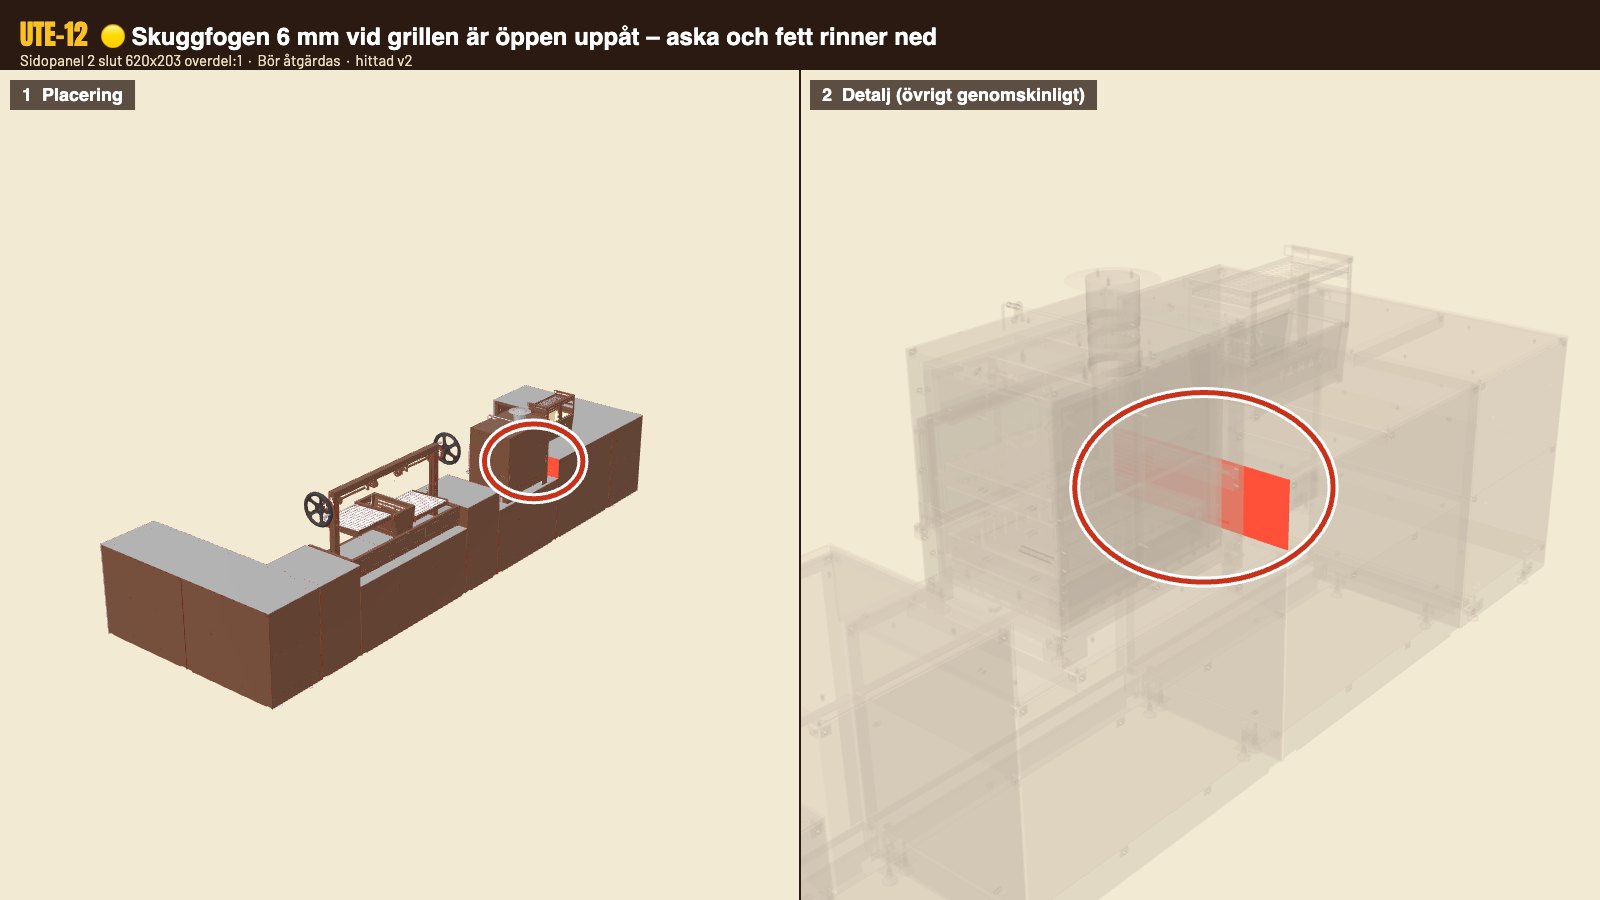 UTE-12 🟡 Skuggfogen 6 mm vid grillen är öppen uppåt – aska och fett rinner ned
Sidopanel 2 slut 620x203 overdel:1 · Bör åtgärdas · hittad v2
1 Placering
2 Detalj (övrigt genomskinligt)